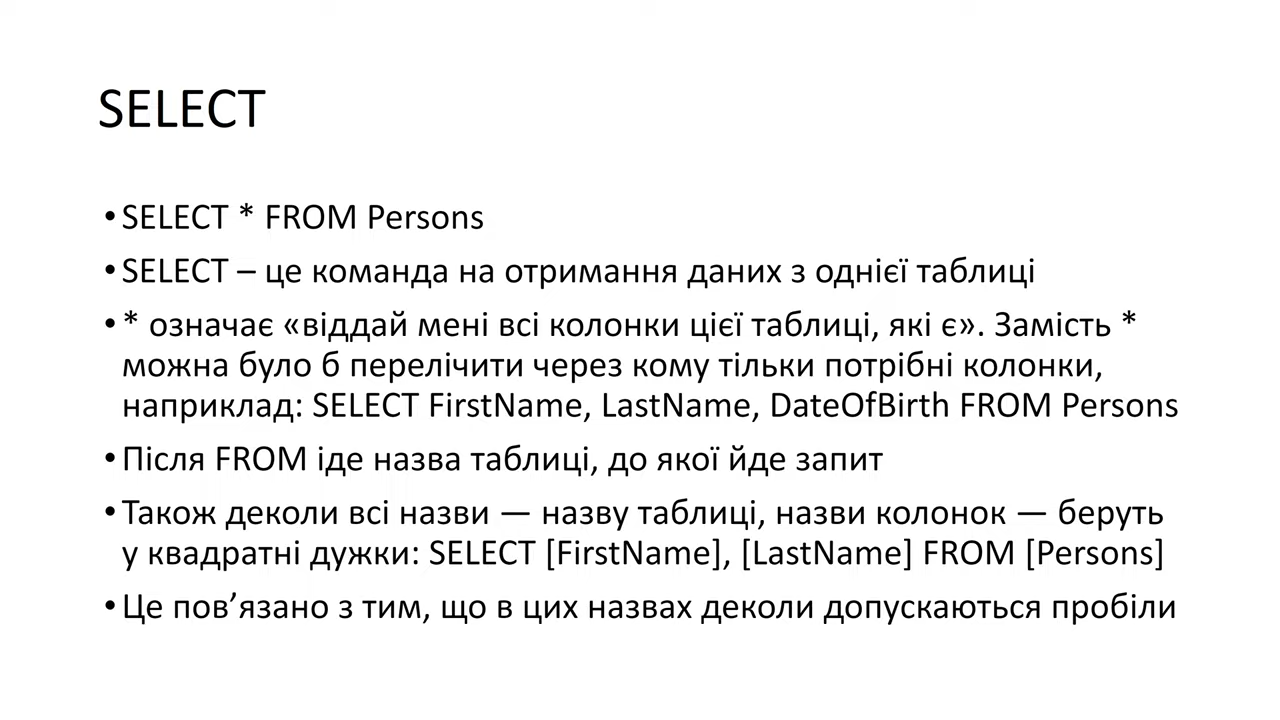 SELECT
•SELECT * FROM Persons
•SELECT – це команда на отримання даних з однієї таблиці
•* означає «віддай мені всі колонки цієї таблиці, які є». Замість *
можна було б перелічити через кому тільки потрібні колонки,
наприклад: SELECT FirstName, LastName, DateOfBirth FROM Persons
•Після FROM іде назва таблиці, до якої йде запит
•Також деколи всі назви — назву таблиці, назви колонок — беруть
у квадратні дужки: SELECT [FirstName], [LastName] FROM [Persons]
•Це пов’язано з тим, що в цих назвах деколи допускаються пробіли